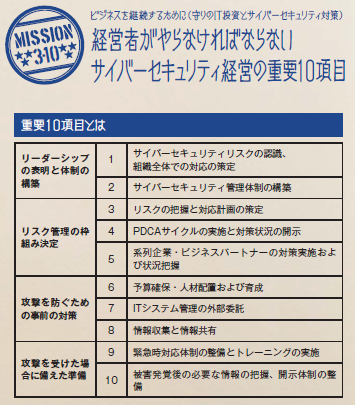 MISSION
3-10
ビジネスを継続するために(守りのIT投資とサイバーセキュリティ対策)
経営者がやらなければならない
サイバーセキュリティ経営の重要10項目
重要10項目とは
リーダーシップ
の表明と体制の
構築
1
サイバーセキュリティリスクの認識、
組織全体での対応の策定
2
サイバーセキュリティ管理体制の構築
リスク管理の枠
組み決定
3
リスクの把握と対応計画の策定
4
PDCAサイクルの実施と対策状況の開示
5
系列企業・ビジネスパートナーの対策実施およ
び状況把握
攻撃を防ぐため
の事前の対策
6
予算確保・人材配置および育成
7
ITシステム管理の外部委託
8
情報収集と情報共有
攻撃を受けた場
合に備えた準備
9
緊急時対応体制の整備とトレーニングの実施
10
被害発覚後の必要な情報の把握、開示体制の整
備